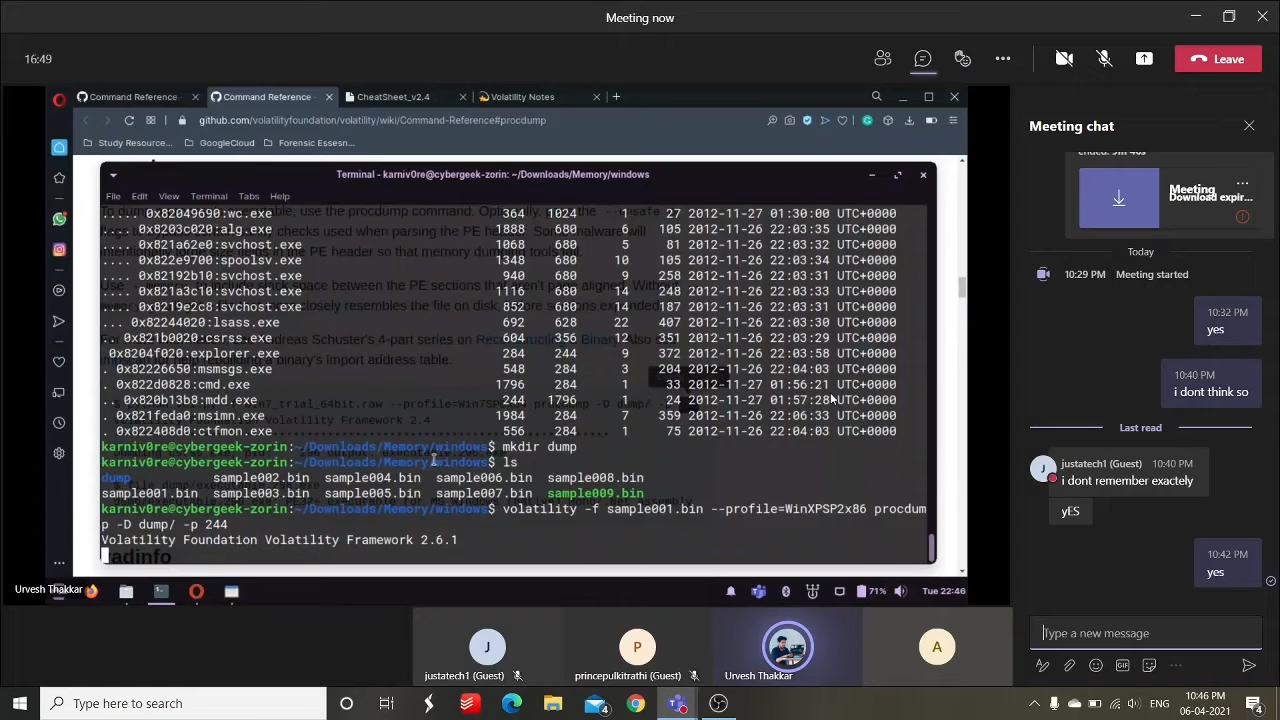 Meeting now
16:49
Leave
Command Reference
Command Reference
CheatSheet_v2.4
Volatility Notes
github.com/volatilityfoundation/volatility/wiki/Command-Reference#procdump
Study Resource...
GoogleCloud
Forensic Essesn...
Terminal - karniv0re@cybergeek-zorin: ~/Downloads/Memory/windows
File Edit View Terminal Tabs Help
.... 0x82049690:wc.exe 364 1024 1 27 2012-11-27 01:30:00 UTC+0000
1888 680 6 105 2012-11-26 22:03:35 UTC+0000
.... 0x821a62e0:svchost.exe 1068 680 5 81 2012-11-26 22:03:32 UTC+0000
1348 680 10 105 2012-11-26 22:03:34 UTC+0000
.... 0x82192b10:svchost.exe 940 680 9 258 2012-11-26 22:03:31 UTC+0000
.... 0x821a3c10:svchost.exe 1116 680 14 248 2012-11-26 22:03:33 UTC+0000
.... 0x8219e2c8:svchost.exe 852 680 14 187 2012-11-26 22:03:31 UTC+0000
... 0x82244020:lsass.exe 692 628 22 407 2012-11-26 22:03:30 UTC+0000
604 356 12 351 2012-11-26 22:03:29 UTC+0000
0x8204f020:explorer.exe 284 244 9 372 2012-11-26 22:03:58 UTC+0000
. 0x82226650:msmsgs.exe 548 284 3 204 2012-11-26 22:04:03 UTC+0000
. 0x822d0828:cmd.exe 1796 284 1 33 2012-11-27 01:56:21 UTC+0000
.. 0x820b13b8:mdd.exe 244 1796 1 24 2012-11-27 01:57:28 UTC+0000
. 0x821feda0:msimn.exe 1984 284 7 354 2012-11-26 22:06:33 UTC+0000
. 0x822408d0:ctfmon.exe 556 284 1 75 2012-11-26 22:04:03 UTC+0000
karniv0re@cybergeek-zorin:~/Downloads/Memory/windows$ mkdir dump
karniv0re@cybergeek-zorin:~/Downloads/Memory/windows$ ls
dump sample002.bin sample004.bin sample006.bin sample008.bin
sample001.bin sample003.bin sample005.bin sample007.bin sample009.bin
karniv0re@cybergeek-zorin:~/Downloads/Memory/windows$ volatility -f sample001.bin --profile=WinXPSP2x86 procdum
p -D dump/ -p 244
Volatility Foundation Volatility Framework 2.6.1
adinfo
Urvesh Thakkar
71%
Tue 22:46
justatech1 (Guest)
princepulkitrathi (Guest)
Urvesh Thakkar
J
P
A
Meeting chat
Meeting
Download expir...
Today
10:29 PM Meeting started
10:32 PM
yes
10:40 PM
i dont think so
Last read
J
justatech1 (Guest) 10:40 PM
i dont remember exactely
yES
10:42 PM
yes
Type a new message
GIF
Type here to search
4
ENG
10:46 PM
06-04-2021
4